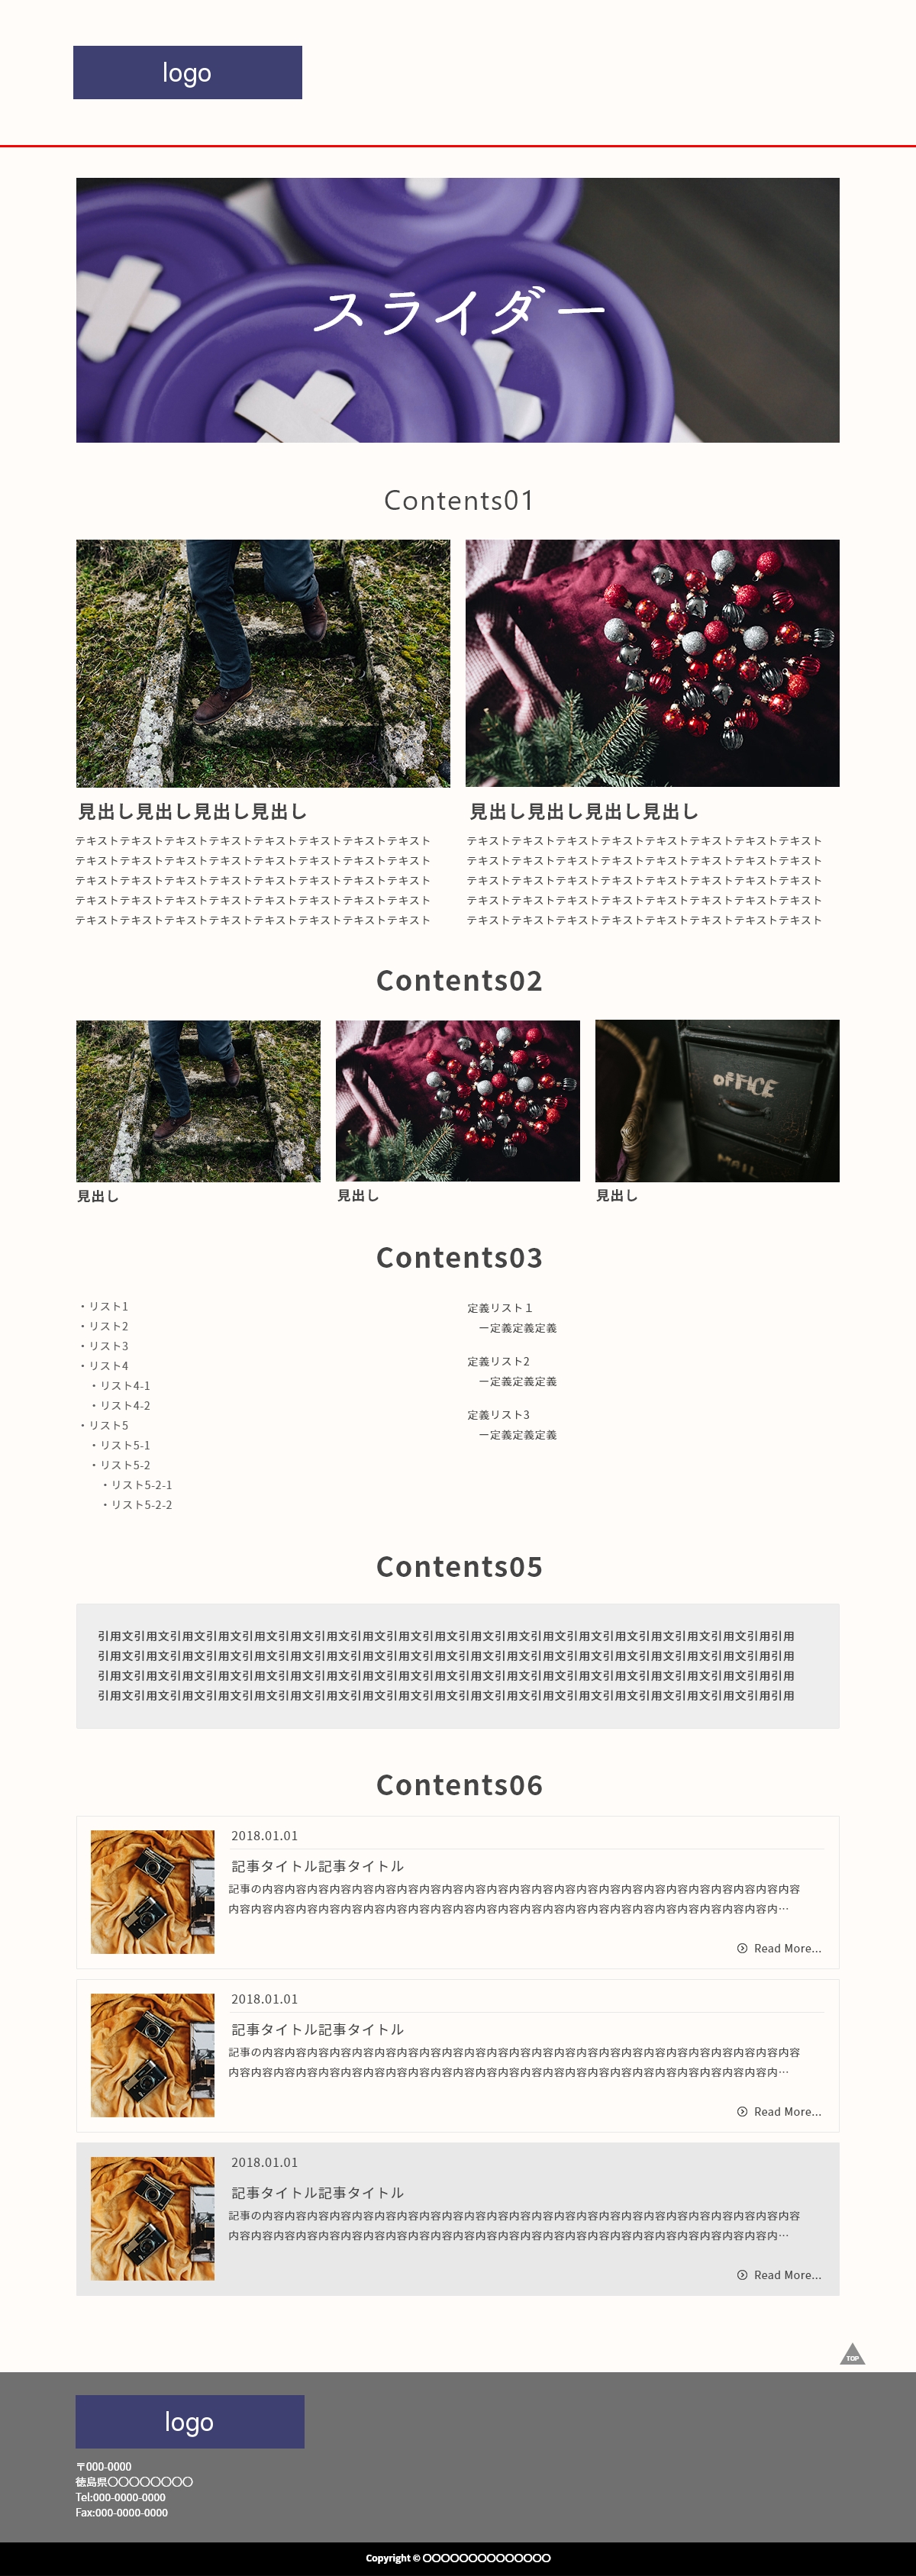 logo
スライダー
Contents01
見出し見出し見出し見出し
テキストテキストテキストテキストテキストテキストテキストテキスト
テキストテキストテキストテキストテキストテキストテキストテキスト
テキストテキストテキストテキストテキストテキストテキストテキスト
テキストテキストテキストテキストテキストテキストテキストテキスト
テキストテキストテキストテキストテキストテキストテキストテキスト
見出し見出し見出し見出し
テキストテキストテキストテキストテキストテキストテキストテキスト
テキストテキストテキストテキストテキストテキストテキストテキスト
テキストテキストテキストテキストテキストテキストテキストテキスト
テキストテキストテキストテキストテキストテキストテキストテキスト
テキストテキストテキストテキストテキストテキストテキストテキスト
Contents02
OFFICE
MAIL
見出し
見出し
見出し
Contents03
・リスト1
・リスト2
・リスト3
・リスト4
・リスト4-1
・リスト4-2
・リスト5
・リスト5-1
・リスト5-2
・リスト5-2-1
・リスト5-2-2
定義リスト１
ー定義定義定義
定義リスト2
ー定義定義定義
定義リスト3
ー定義定義定義
Contents05
引用文引用文引用文引用文引用文引用文引用文引用文引用文引用文引用文引用文引用文引用文引用文引用文引用文引用文引用引用
引用文引用文引用文引用文引用文引用文引用文引用文引用文引用文引用文引用文引用文引用文引用文引用文引用文引用文引用引用
引用文引用文引用文引用文引用文引用文引用文引用文引用文引用文引用文引用文引用文引用文引用文引用文引用文引用文引用引用
引用文引用文引用文引用文引用文引用文引用文引用文引用文引用文引用文引用文引用文引用文引用文引用文引用文引用文引用引用
Contents06
2018.01.01
記事タイトル記事タイトル
記事の内容内容内容内容内容内容内容内容内容内容内容内容内容内容内容内容内容内容内容内容内容内容内容内容
内容内容内容内容内容内容内容内容内容内容内容内容内容内容内容内容内容内容内容内容内容内容内容内容内…
Read More...
2018.01.01
記事タイトル記事タイトル
記事の内容内容内容内容内容内容内容内容内容内容内容内容内容内容内容内容内容内容内容内容内容内容内容内容
内容内容内容内容内容内容内容内容内容内容内容内容内容内容内容内容内容内容内容内容内容内容内容内容内…
Read More...
2018.01.01
記事タイトル記事タイトル
記事の内容内容内容内容内容内容内容内容内容内容内容内容内容内容内容内容内容内容内容内容内容内容内容内容
内容内容内容内容内容内容内容内容内容内容内容内容内容内容内容内容内容内容内容内容内容内容内容内容内…
Read More...
TOP
logo
〒000-0000
徳島県〇〇〇〇〇〇〇〇
Tel:000-0000-0000
Fax:000-0000-0000
Copyright © 〇〇〇〇〇〇〇〇〇〇〇〇〇〇